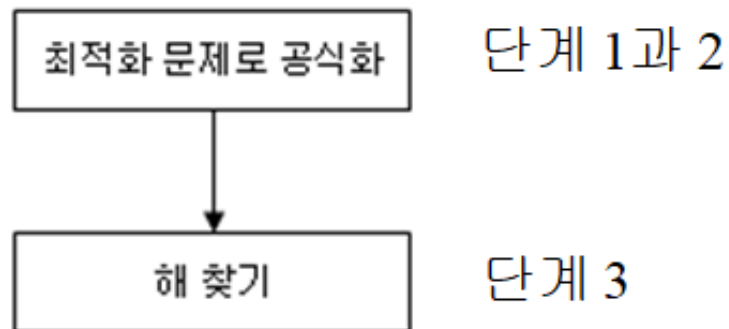 최적화 문제로 공식화
단계 1과 2
해 찾기
단계 3